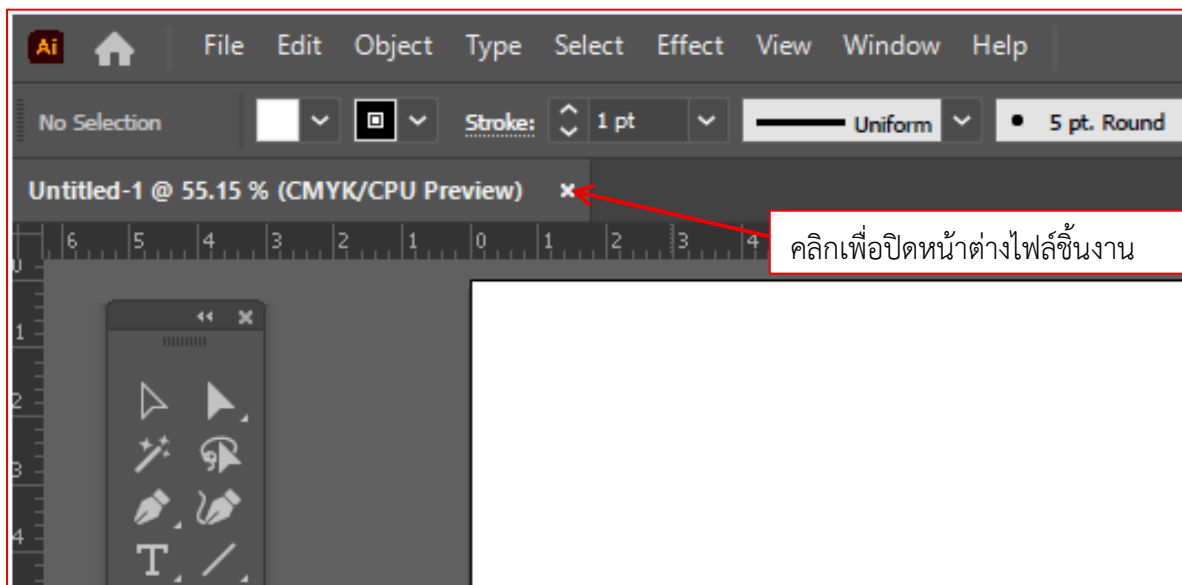 Ai File Edit Object Type Select Effect View Window Help
No Selection Stroke: 1 pt Uniform 5 pt. Round
Untitled-1 @ 55.15 % (CMYK/CPU Preview)
6 5 4 3 2 1 0 1 2 3 4
คลิกเพื่อปิดหน้าต่างไฟล์ชิ้นงาน
0
1
2
3
4
T